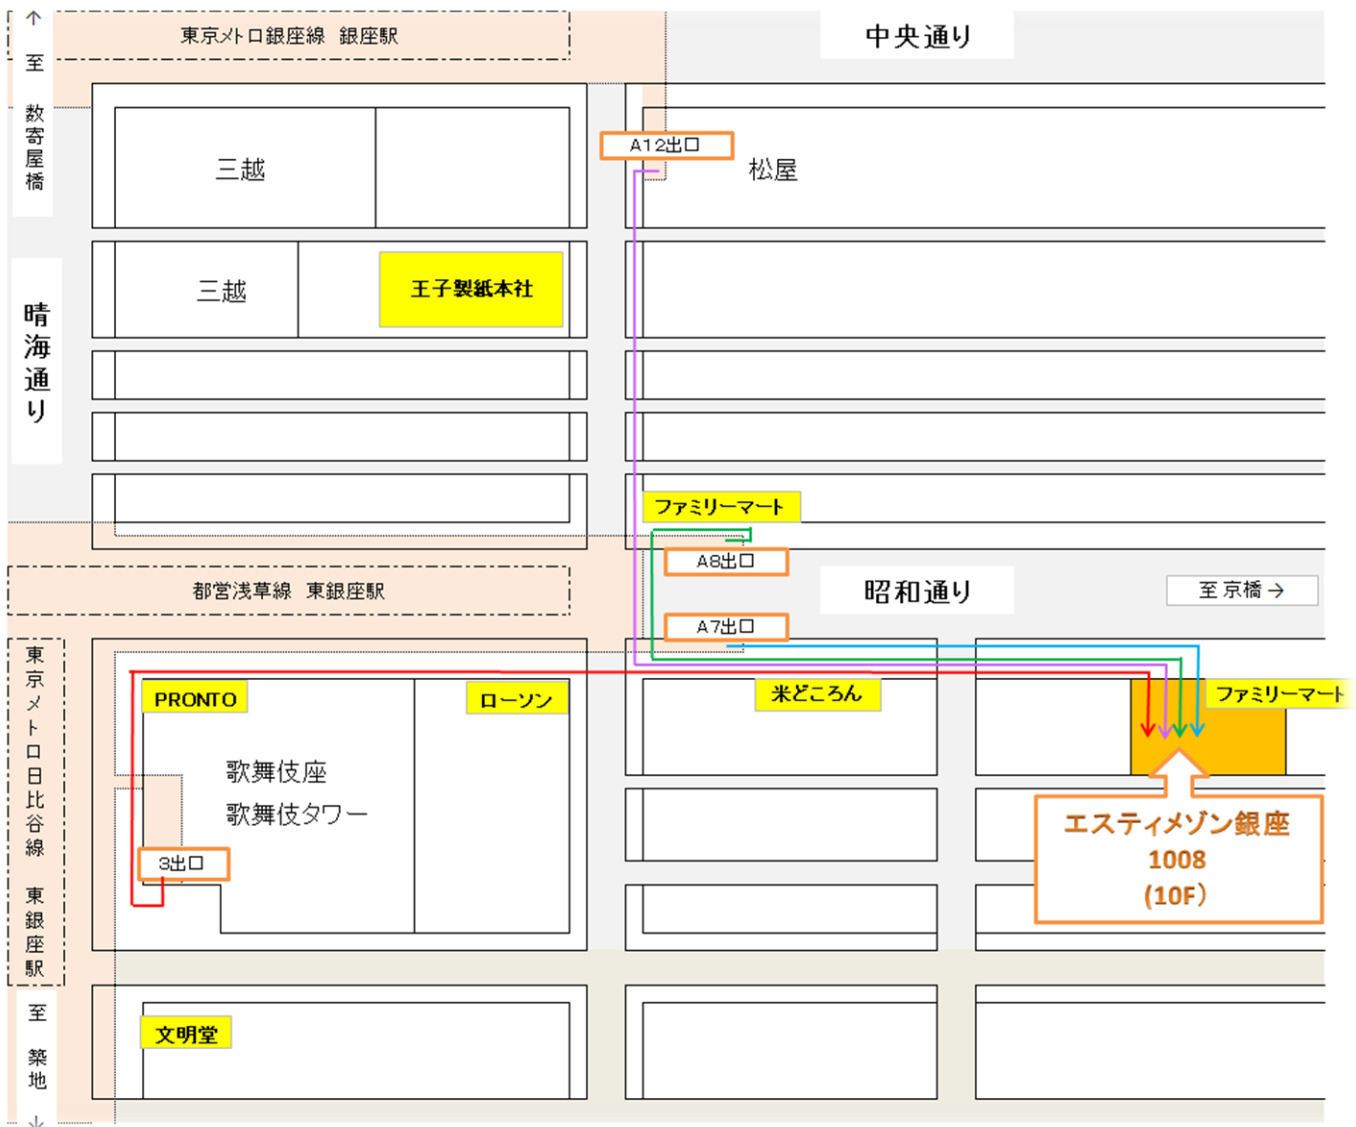 ↑
至
数寄屋橋
東京メトロ銀座線 銀座駅
中央通り
A12出口
三越
松屋
三越
王子製紙本社
晴海通り
ファミリーマート
A8出口
都営浅草線 東銀座駅
昭和通り
至 京橋→
A7出口
東京メトロ日比谷線 東銀座駅
PRONTO
ローソン
米どころん
ファミリーマート
歌舞伎座
歌舞伎タワー
3出口
エスティメゾン銀座
1008
(10F)
至 築地
↓
文明堂